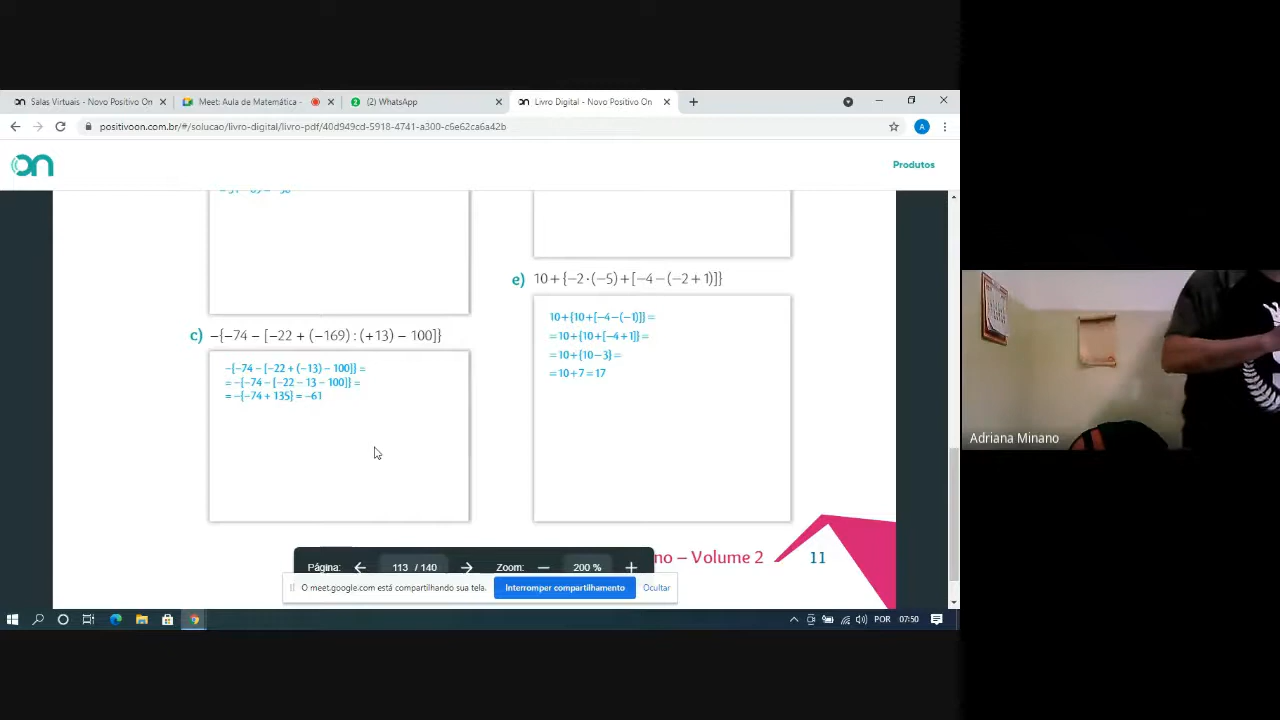 Salas Virtuais - Novo Positivo On
Meet: Aula de Matemática -
(2) WhatsApp
Livro Digital - Novo Positivo On
positivoon.com.br/#/solucao/livro-digital/livro-pdf/40d949cd-5918-4741-a300-c6e62ca6a42b
A
on
Produtos
e) 10+{−2·(−5)+[−4−(−2+1)]}
10+{10+[−4−(−1)]}=
=10+{10+[−4+1]}=
=10+{10−3}=
=10+7=17
c) −{−74 − [−22 + (−169) : (+13) − 100]}
−{−74 − [−22 + (−13) − 100]} =
= −{−74 − [−22 − 13 − 100]} =
= −{−74 + 135} = −61
Adriana Minano
no – Volume 2
11
Página: 113 / 140 Zoom: 200 %
O meet.google.com está compartilhando sua tela.
Interromper compartilhamento
Ocultar
POR
07:50